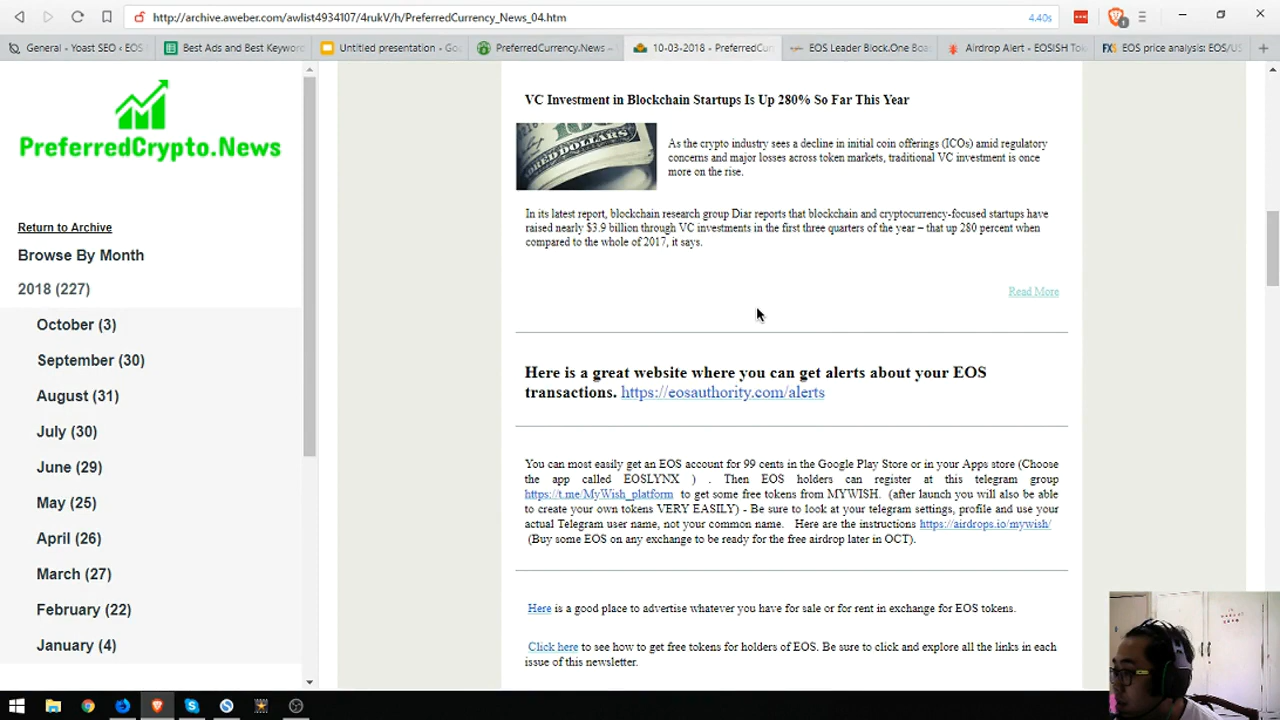 http://archive.aweber.com/awlist4934107/4rukV/h/PreferredCurrency_News_04.htm
4.40s
General - Yoast SEO ‹ EOS
Best Ads and Best Keywor
Untitled presentation - Go
PreferredCurrency.News –
10-03-2018 - PreferredCur
EOS Leader Block.One Boa
Airdrop Alert - EOSISH Tok
EOS price analysis: EOS/US
PreferredCrypto.News
Return to Archive
Browse By Month
2018 (227)
October (3)
September (30)
August (31)
July (30)
June (29)
May (25)
April (26)
March (27)
February (22)
January (4)
VC Investment in Blockchain Startups Is Up 280% So Far This Year
As the crypto industry sees a decline in initial coin offerings (ICOs) amid regulatory
concerns and major losses across token markets, traditional VC investment is once
more on the rise.
In its latest report, blockchain research group Diar reports that blockchain and cryptocurrency-focused startups have
raised nearly $3.9 billion through VC investments in the first three quarters of the year – that up 280 percent when
compared to the whole of 2017, it says.
Read More
Here is a great website where you can get alerts about your EOS
transactions. https://eosauthority.com/alerts
You can most easily get an EOS account for 99 cents in the Google Play Store or in your Apps store (Choose
the app called EOSLYNX ) . Then EOS holders can register at this telegram group
https://t.me/MyWish_platform to get some free tokens from MYWISH. (after launch you will also be able
to create your own tokens VERY EASILY) - Be sure to look at your telegram settings, profile and use your
actual Telegram user name, not your common name. Here are the instructions https://airdrops.io/mywish/
(Buy some EOS on any exchange to be ready for the free airdrop later in OCT).
Here is a good place to advertise whatever you have for sale or for rent in exchange for EOS tokens.
Click here to see how to get free tokens for holders of EOS. Be sure to click and explore all the links in each
issue of this newsletter.